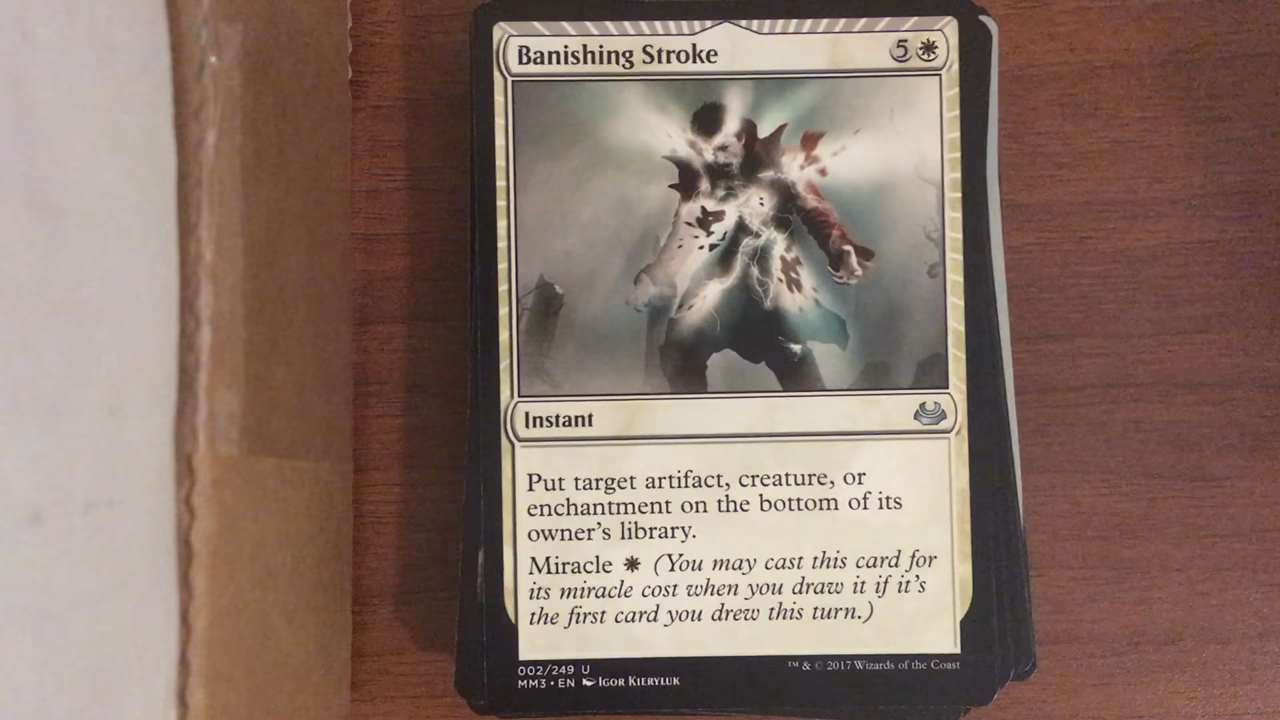 Banishing Stroke 5
Instant
Put target artifact, creature, or
enchantment on the bottom of its
owner's library.
Miracle (You may cast this card for
its miracle cost when you draw it if it's
the first card you drew this turn.)
002/249 U
™ & © 2017 Wizards of the Coast
MM3 • EN Igor Kieryluk